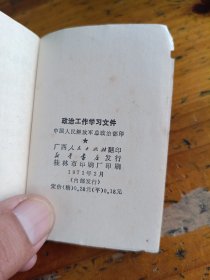 政治工作学习文件
中国人民解放军总政治部印
★
广西人民出版社翻印
新华书店发行
桂林市印刷厂印刷
1971年2月
(内部发行)
定价(精)0.28元(平)0.16元